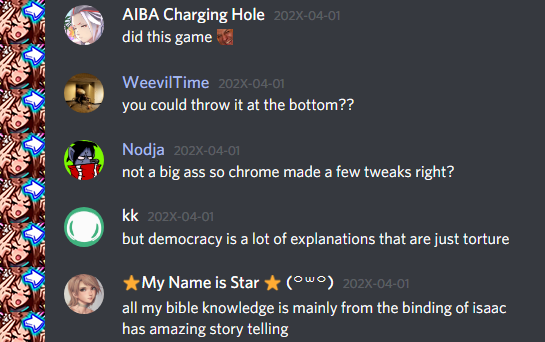 AIBA Charging Hole 202X-04-01
did this game
WeevilTime 202X-04-01
you could throw it at the bottom??
Nodja 202X-04-01
not a big ass so chrome made a few tweaks right?
kk 202X-04-01
but democracy is a lot of explanations that are just torture
⭐My Name is Star⭐ (꒪꒳꒪) 202X-04-01
all my bible knowledge is mainly from the binding of isaac
has amazing story telling